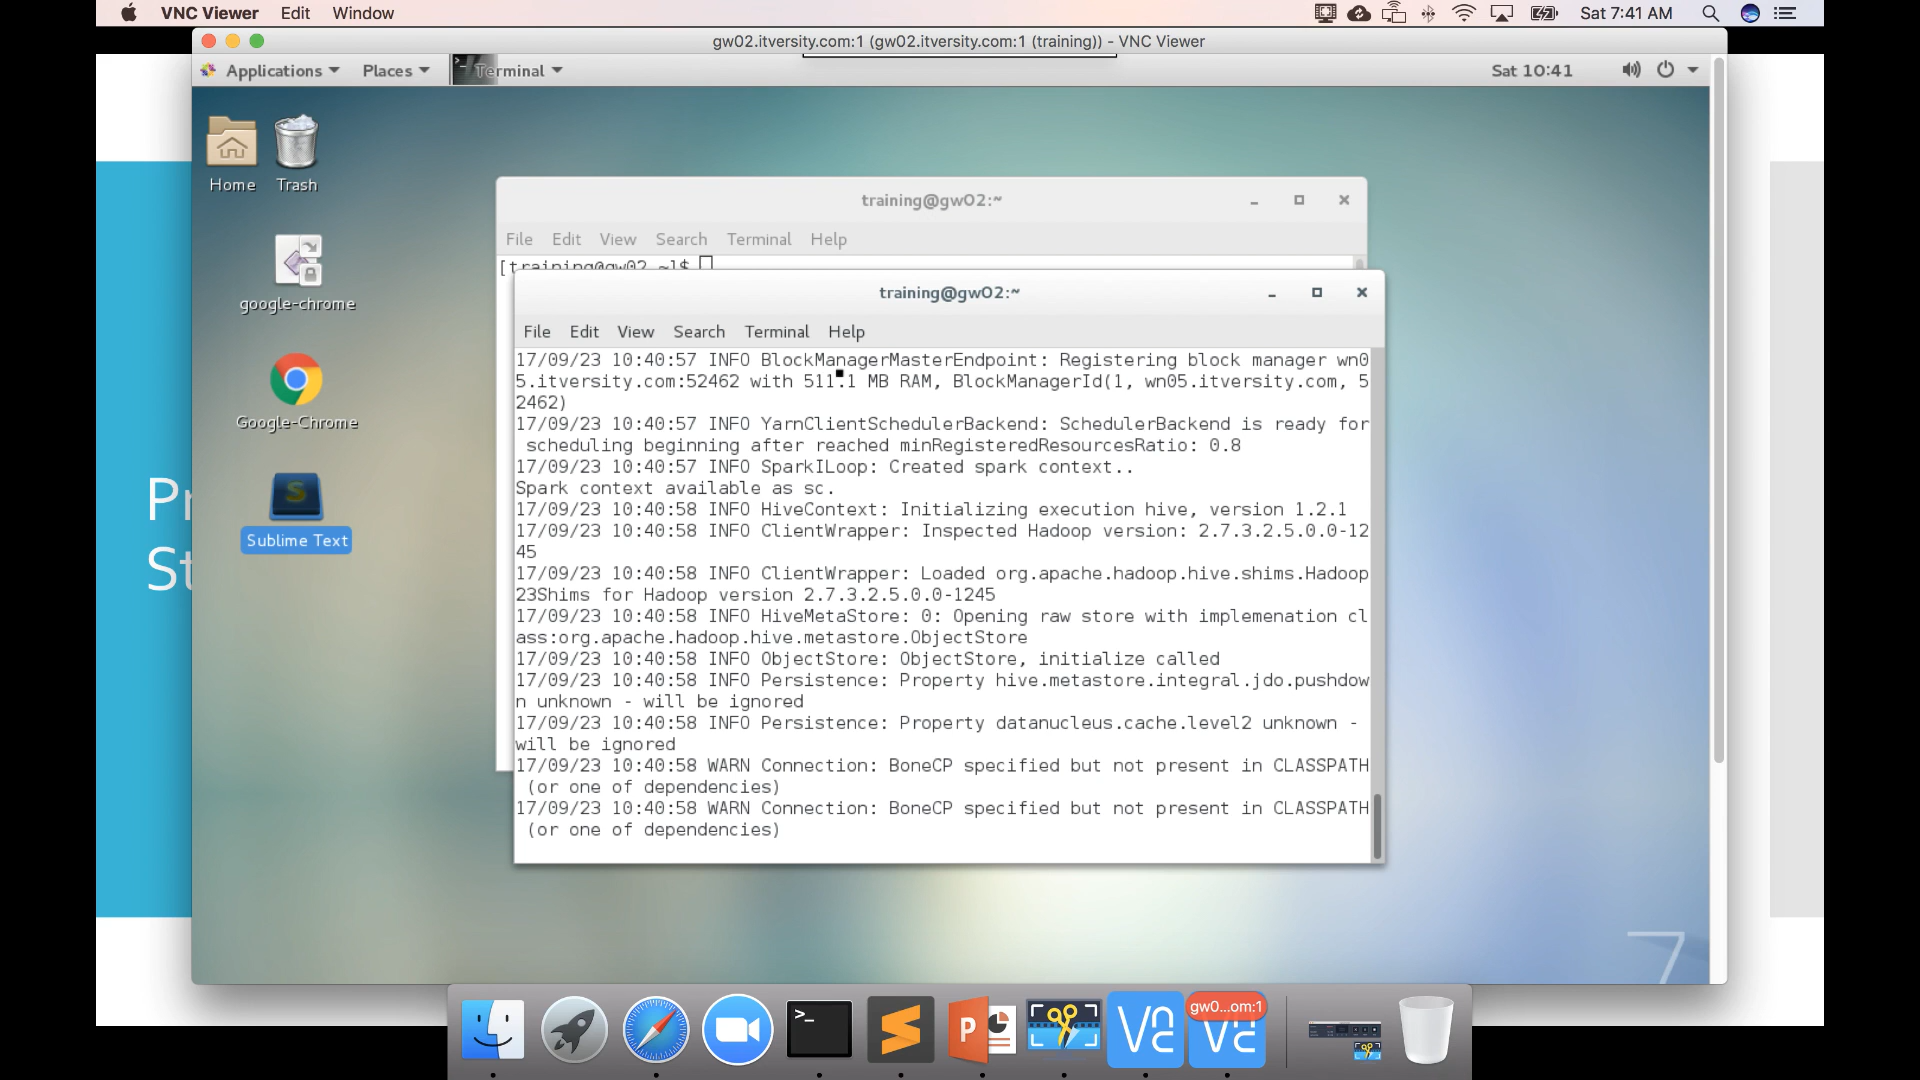 VNC Viewer Edit Window Sat 7:41 AM
gw02.itversity.com:1 (gw02.itversity.com:1 (training)) - VNC Viewer
Applications Places Terminal Sat 10:41
Home Trash
google-chrome
Google-Chrome
Sublime Text
Pr
St
training@gw02:~
File Edit View Search Terminal Help
[training@gw02 ~]$
training@gw02:~
File Edit View Search Terminal Help
17/09/23 10:40:57 INFO BlockManagerMasterEndpoint: Registering block manager wn0
5.itversity.com:52462 with 511.1 MB RAM, BlockManagerId(1, wn05.itversity.com, 5
2462)
17/09/23 10:40:57 INFO YarnClientSchedulerBackend: SchedulerBackend is ready for
scheduling beginning after reached minRegisteredResourcesRatio: 0.8
17/09/23 10:40:57 INFO SparkILoop: Created spark context..
Spark context available as sc.
17/09/23 10:40:58 INFO HiveContext: Initializing execution hive, version 1.2.1
17/09/23 10:40:58 INFO ClientWrapper: Inspected Hadoop version: 2.7.3.2.5.0.0-12
45
17/09/23 10:40:58 INFO ClientWrapper: Loaded org.apache.hadoop.hive.shims.Hadoop
23Shims for Hadoop version 2.7.3.2.5.0.0-1245
17/09/23 10:40:58 INFO HiveMetaStore: 0: Opening raw store with implemenation cl
ass:org.apache.hadoop.hive.metastore.ObjectStore
17/09/23 10:40:58 INFO ObjectStore: ObjectStore, initialize called
17/09/23 10:40:58 INFO Persistence: Property hive.metastore.integral.jdo.pushdow
n unknown - will be ignored
17/09/23 10:40:58 INFO Persistence: Property datanucleus.cache.level2 unknown -
will be ignored
17/09/23 10:40:58 WARN Connection: BoneCP specified but not present in CLASSPATH
(or one of dependencies)
17/09/23 10:40:58 WARN Connection: BoneCP specified but not present in CLASSPATH
(or one of dependencies)
7
gw0...om:1